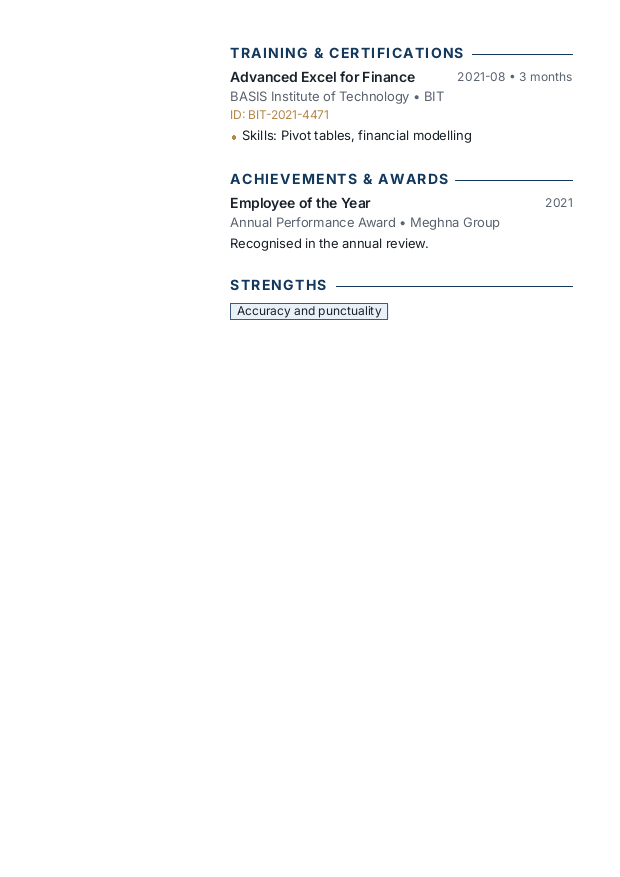 TRAINING & CERTIFICATIONS
Advanced Excel for Finance 2021-08 • 3 months
BASIS Institute of Technology • BIT
ID: BIT-2021-4471
• Skills: Pivot tables, financial modelling
ACHIEVEMENTS & AWARDS
Employee of the Year 2021
Annual Performance Award • Meghna Group
Recognised in the annual review.
STRENGTHS
Accuracy and punctuality